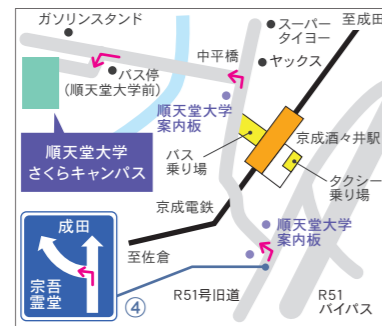 ガソリンスタンド
スーパー
タイヨー
至成田
中平橋
ヤックス
バス停
(順天堂大学前)
順天堂大学
案内板
京成酒々井駅
順天堂大学
さくらキャンパス
バス
乗り場
タクシー
乗り場
京成電鉄
順天堂大学
案内板
成田
至佐倉
宗吾
霊堂
④
R51号旧道
R51
バイパス